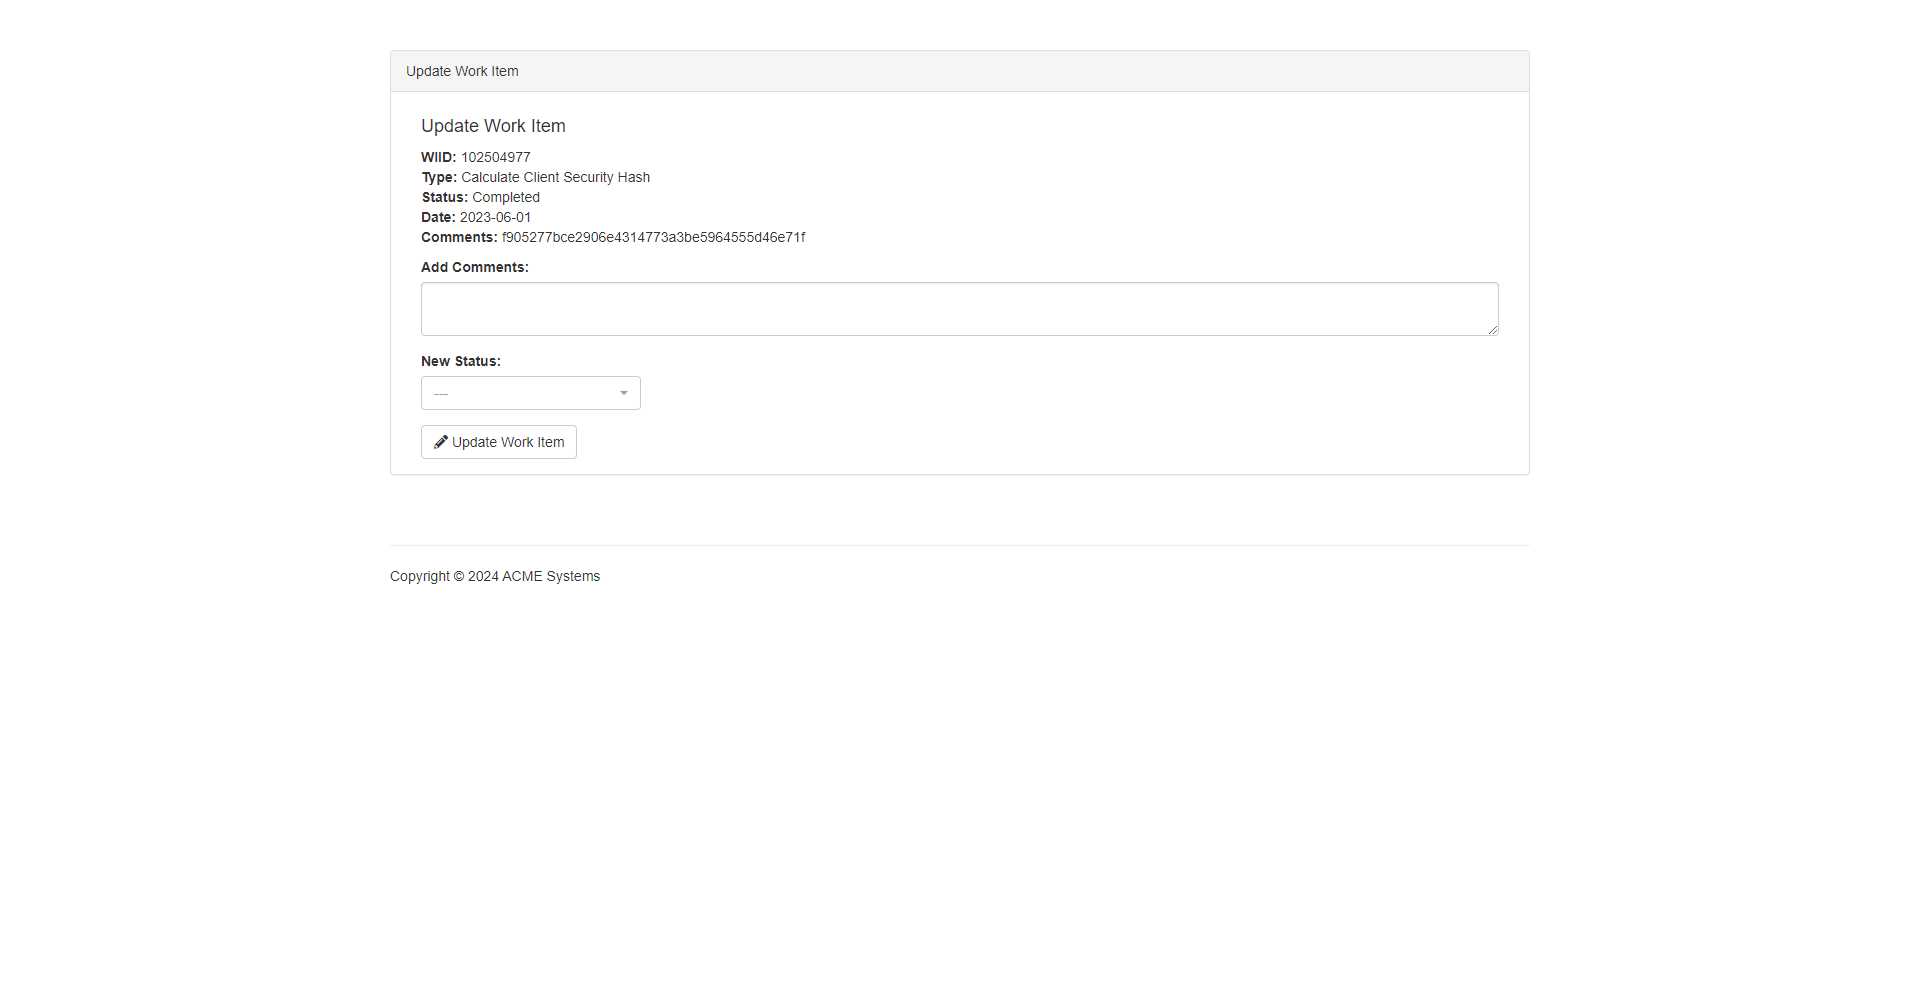 Update Work Item
Update Work Item
WIID: 102504977
Type: Calculate Client Security Hash
Status: Completed
Date: 2023-06-01
Comments: f905277bce2906e4314773a3be5964555d46e71f
Add Comments:
New Status:
---
Update Work Item
Copyright © 2024 ACME Systems